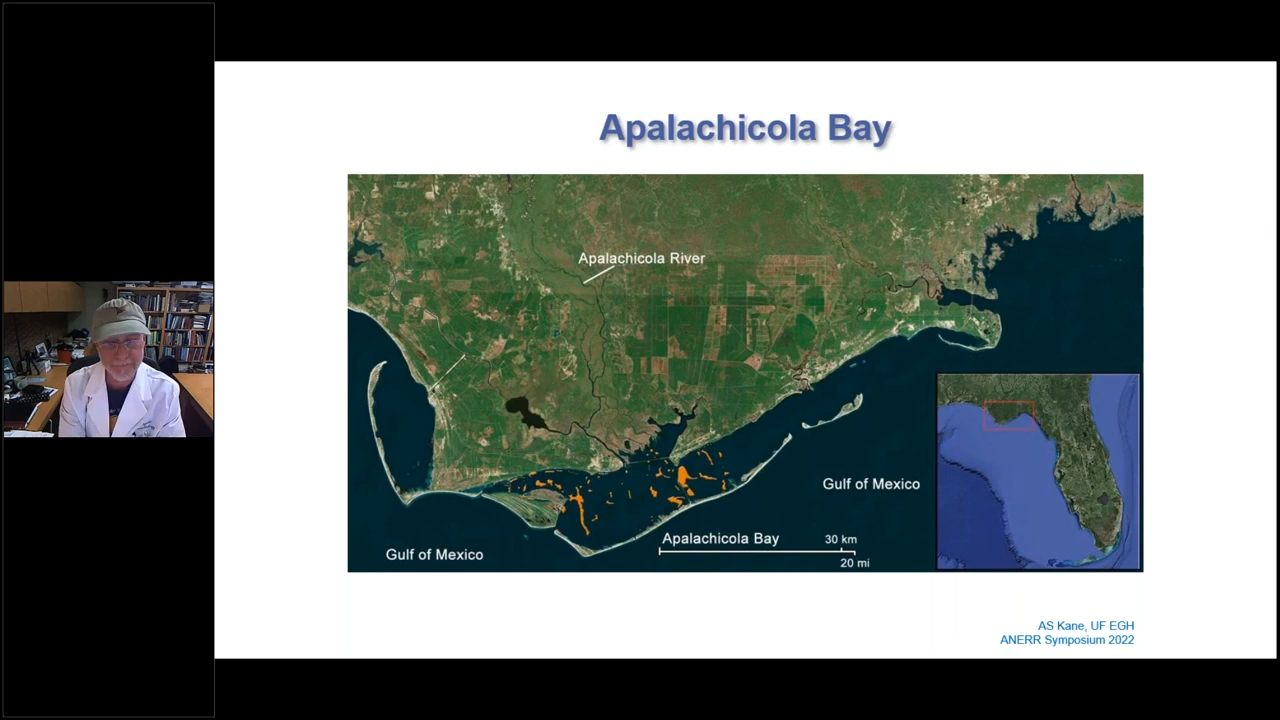 Apalachicola Bay
Apalachicola River
Gulf of Mexico
Apalachicola Bay
30 km
20 mi
Gulf of Mexico
AS Kane, UF EGH
ANERR Symposium 2022